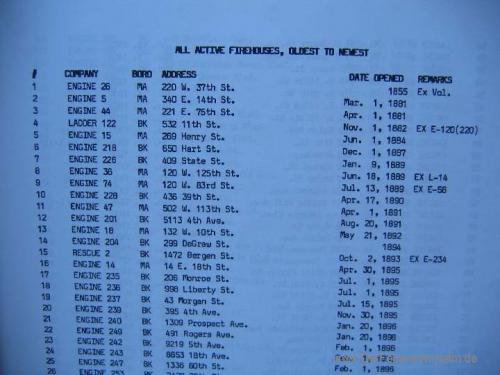 ALL ACTIVE FIREHOUSES, OLDEST TO NEWEST
# COMPANY BORO ADDRESS DATE OPENED REMARKS
1 ENGINE 26 MA 220 W. 37th St. 1855 Ex Vol.
2 ENGINE 5 MA 340 E. 14th St. Mar. 1, 1881
3 ENGINE 44 MA 221 E. 75th St. Apr. 1, 1881
4 LADDER 122 BK 532 11th St. Nov. 1, 1882 EX E-120(220)
5 ENGINE 15 MA 269 Henry St. Jun. 1, 1884
6 ENGINE 218 BK 650 Hart St. Dec. 1, 1887
7 ENGINE 226 BK 409 State St. Jan. 9, 1889
8 ENGINE 36 MA 120 W. 125th St. Jun. 18, 1889 EX L-14
9 ENGINE 74 MA 120 W. 83rd St. Jul. 13, 1889 EX E-56
10 ENGINE 228 BK 436 39th St. Apr. 17, 1890
11 ENGINE 47 MA 502 W. 113th St. Apr. 1, 1891
12 ENGINE 201 BK 5113 4th Ave. Aug. 20, 1891
13 ENGINE 18 MA 132 W. 10th St. May 21, 1892
14 ENGINE 204 BK 299 DeGraw St. 1894
15 RESCUE 2 BK 1472 Bergen St. Oct. 2, 1893 EX E-234
16 ENGINE 14 MA 14 E. 18th St. Apr. 30, 1895
17 ENGINE 235 BK 206 Monroe St. Jul. 1, 1895
18 ENGINE 236 BK 998 Liberty St. Jul. 1, 1895
19 ENGINE 237 BK 43 Morgan St. Jul. 15, 1895
20 ENGINE 239 BK 395 4th Ave. Nov. 30, 1895
21 ENGINE 240 BK 1309 Prospect Ave. Jan. 20, 1896
22 ENGINE 249 BK 491 Rogers Ave. Jan. 20, 1896
23 ENGINE 242 BK 9219 5th Ave. Feb. 1, 1896
24 ENGINE 243 BK 8653 18th Ave. Feb. 1, 1896
25 ENGINE 247 BK 1336 60th St. Feb. 1,
26 ENGINE 253 BK